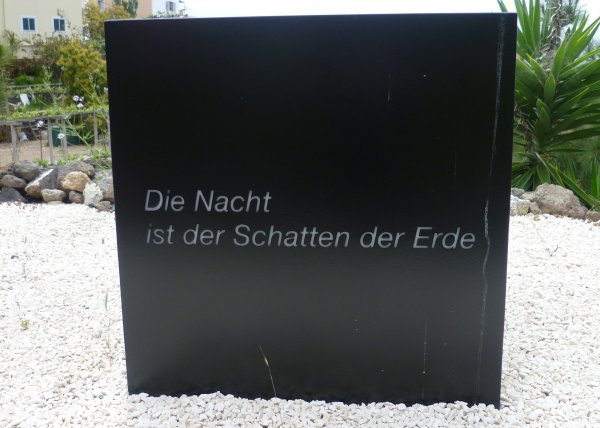 Die Nacht
ist der Schatten der Erde